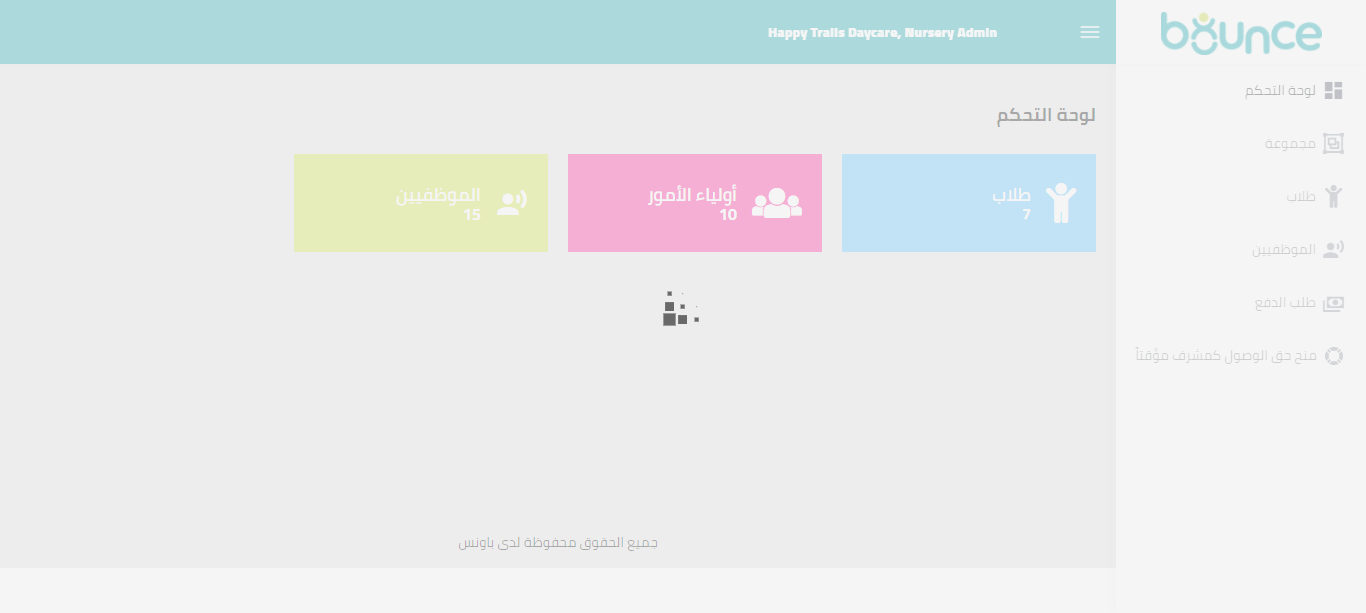 bounce
Happy Trails Daycare, Nursery Admin
لوحة التحكم
مجموعة
طلاب
الموظفيين
طلب الدفع
منح حق الوصول كمشرف مؤقتاً
لوحة التحكم
طلاب
7
أولياء الأمور
10
الموظفيين
15
جميع الحقوق محفوظة لدى باونس